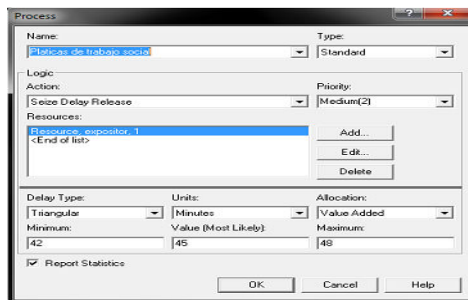 Process
Name: Type:
Platicas de trabajo social Standard
Logic
Action: Priority:
Seize Delay Release Medium(2)
Resources:
Resource, expositor, 1 Add...
<End of list> Edit...
Delete
Delay Type: Units: Allocation:
Triangular Minutes Value Added
Minimum: Value (Most Likely): Maximum:
42 45 48
Report Statistics
OK Cancel Help